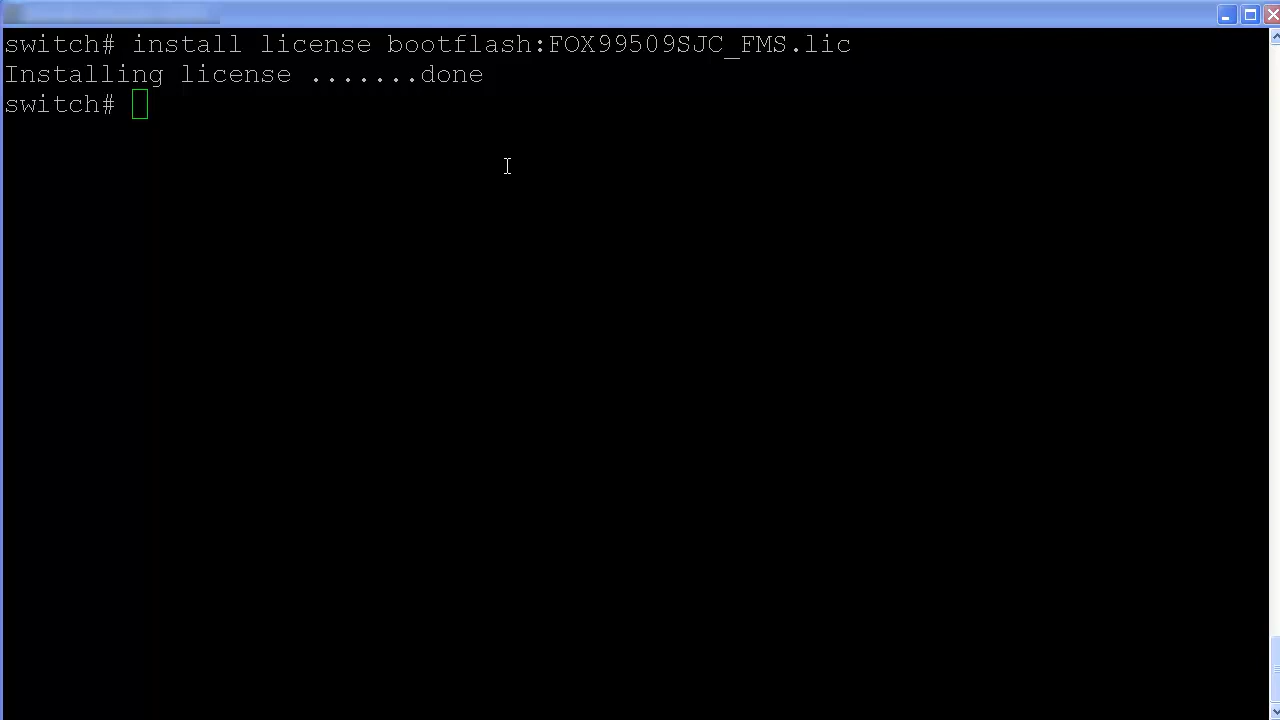 switch# install license bootflash:FOX99509SJC_FMS.lic
Installing license .......done
switch#